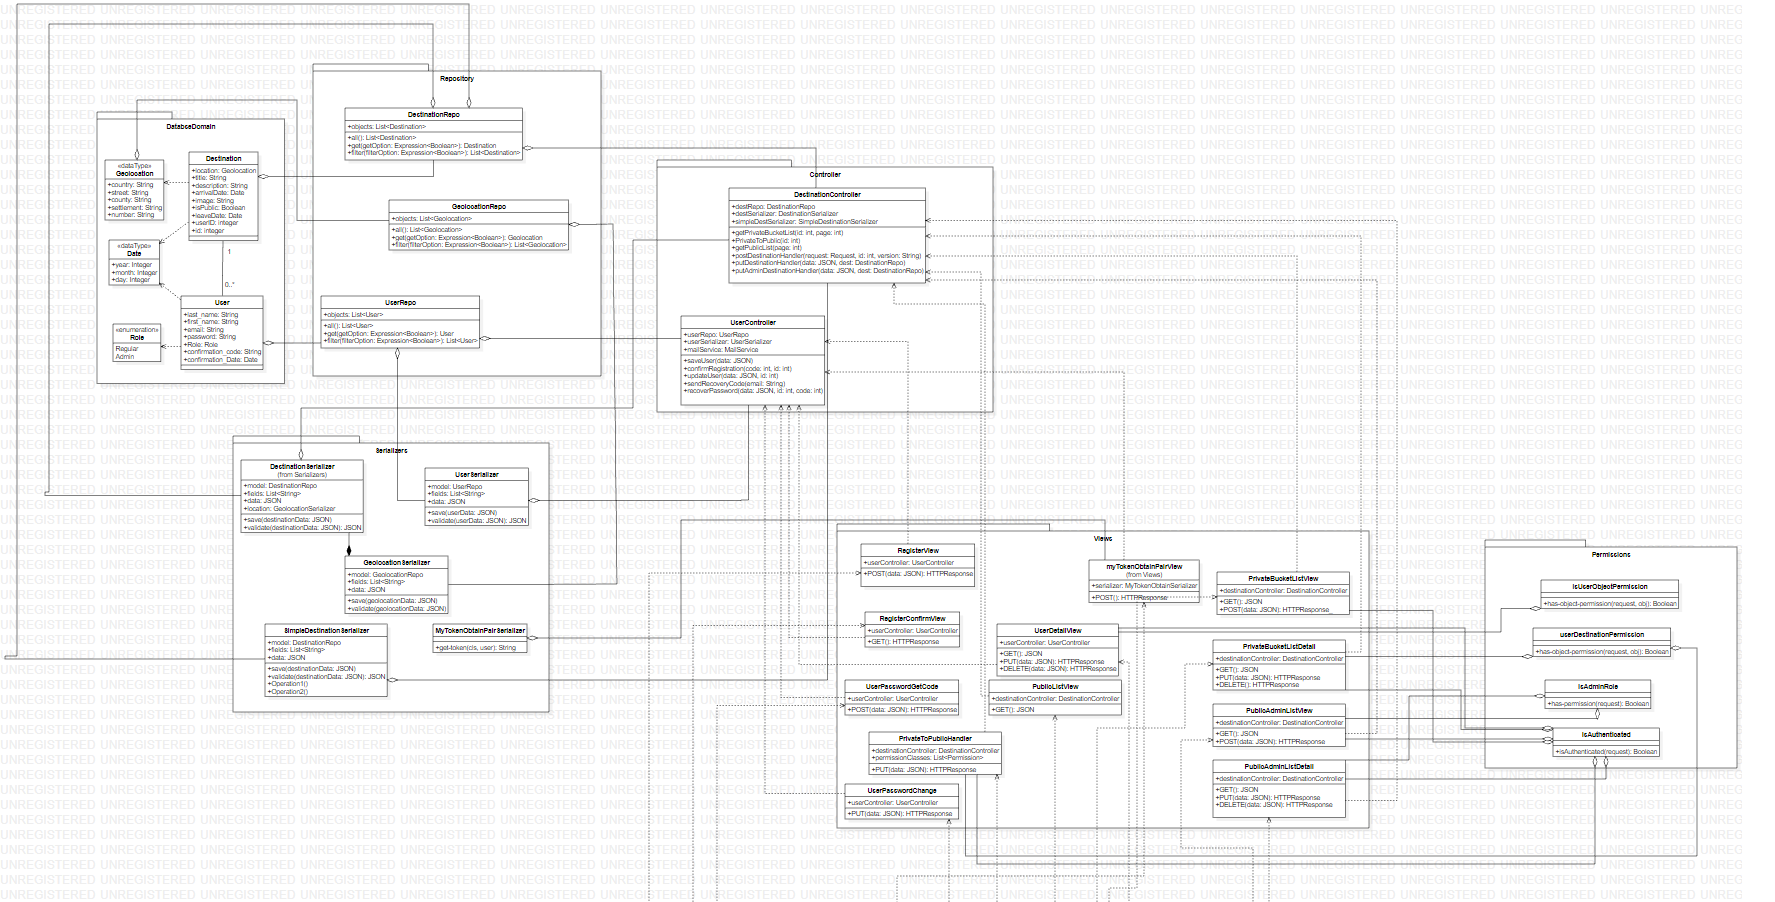 Repository
DestinationRepo
+objects: List<Destination>
+all(): List<Destination>
+get(getOption: Expression<Boolean>): Destination
+filter(filterOption: Expression<Boolean>): List<Destination>
GeolocationRepo
+objects: List<Geolocation>
+all(): List<Geolocation>
+get(getOption: Expression<Boolean>): Geolocation
+filter(filterOption: Expression<Boolean>): List<Geolocation>
UserRepo
+objects: List<User>
+all(): List<User>
+get(getOption: Expression<Boolean>): User
+filter(filterOption: Expression<Boolean>): List<User>
DatabseDomain
«dataType»
Geolocation
+country: String
+street: String
+county: String
+settlement: String
+number: String
Destination
+location: Geolocation
+title: String
+description: String
+arrivalDate: Date
+image: String
+isPublic: Boolean
+leaveDate: Date
+userID: integer
+id: integer
«dataType»
Date
+year: Integer
+month: Integer
+day: Integer
1
0..*
User
+last_name: String
+first_name: String
+email: String
+password: String
+Role: Role
+confirmation_code: String
+confirmation_Date: Date
«enumeration»
Role
Regular
Admin
Controller
DestinationController
+destRepo: DestinationRepo
+destSerializer: DestinationSerializer
+simpleDestSerializer: SimpleDestinationSerializer
+getPrivateBucketList(id: int, page: int)
+PrivateToPublic(id: int)
+getPublicList(page: int)
+postDestinationHandler(request: Request, id: int, version: String)
+putDestinationHandler(data: JSON, dest: DestinationRepo)
+putAdminDestinationHandler(data: JSON, dest: DestinationRepo)
UserController
+userRepo: UserRepo
+userSerializer: UserSerializer
+mailService: MailService
+saveUser(data: JSON)
+confirmRegistration(code: int, id: int)
+updateUser(data: JSON, id: int)
+sendRecoveryCode(email: String)
+recoverPassword(data: JSON, id: int, code: int)
Serializers
DestinationSerializer
(from Serializers)
+model: DestinationRepo
+fields: List<String>
+data: JSON
+location: GeolocationSerializer
+save(destinationData: JSON)
+validate(destinationData: JSON): JSON
UserSerializer
+model: UserRepo
+fields: List<String>
+data: JSON
+save(userData: JSON)
+validate(userData: JSON): JSON
GeolocationSerializer
+model: GeolocationRepo
+fields: List<String>
+data: JSON
+save(geolocationData: JSON)
+validate(geolocationData: JSON)
SimpleDestinationSerializer
+model: DestinationRepo
+fields: List<String>
+data: JSON
+save(destinationData: JSON)
+validate(destinationData: JSON): JSON
+Operation1()
+Operation2()
MyTokenObtainPairSerializer
+get-token(cls, user): String
Views
RegisterView
+userController: UserController
+POST(data: JSON): HTTPResponse
myTokenObtainPairView
(from Views)
+serializer: MyTokenObtainSerializer
+POST(): HTTPResponse
PrivateBucketListView
+destinationController: DestinationController
+GET(): JSON
+POST(data: JSON): HTTPResponse
RegisterConfirmView
+userController: UserController
+GET(): HTTPResponse
UserDetailView
+userController: UserController
+GET(): JSON
+PUT(data: JSON): HTTPResponse
+DELETE(data: JSON): HTTPResponse
PrivateBucketListDetail
+destinationController: DestinationController
+GET(): JSON
+PUT(data: JSON): HTTPResponse
+DELETE(): HTTPResponse
UserPasswordGetCode
+userController: UserController
+POST(data: JSON): HTTPResponse
PublicListView
+destinationController: DestinationController
+GET(): JSON
PublicAdminListView
+destinationController: DestinationController
+GET(): JSON
+POST(data: JSON): HTTPResponse
PrivateToPublicHandler
+destinationController: DestinationController
+permissionClasses: List<Permission>
+PUT(data: JSON): HTTPResponse
PublicAdminListDetail
+destinationController: DestinationController
+GET(): JSON
+PUT(data: JSON): HTTPResponse
+DELETE(data: JSON): HTTPResponse
UserPasswordChange
+userController: UserController
+PUT(data: JSON): HTTPResponse
Permissions
isUserObjectPermission
+has-object-permission(request, obj): Boolean
userDestinationPermission
+has-object-permission(request, obj): Boolean
isAdminRole
+has-permission(request): Boolean
isAuthenticated
+isAuthenticated(request): Boolean